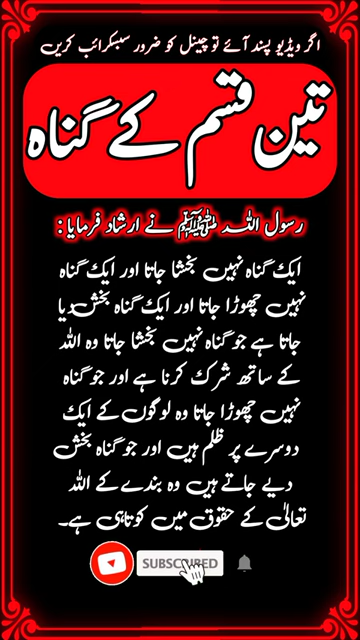 اگر ویڈیو پسند آئے تو چینل کو ضرور سبسکرائب کریں
تین قسم کے گناہ
رسول اللہ ﷺ نے ارشاد فرمایا :
ایک گناہ نہیں بخشا جاتا اور ایک گناہ
نہیں چھوڑا جاتا اور ایک گناہ بخش دیا
جاتا ہے جو گناہ نہیں بخشا جاتا وہ اللہ
کے ساتھ شرک کرنا ہے اور جو گناہ
نہیں چھوڑا جاتا وہ لوگوں کے ایک
دوسرے پر ظلم ہیں اور جو گناہ بخش
دیے جاتے ہیں وہ بندے کے اللہ
تعالٰی کے حقوق میں کوتاہی ہے۔
SUBSCRIBED